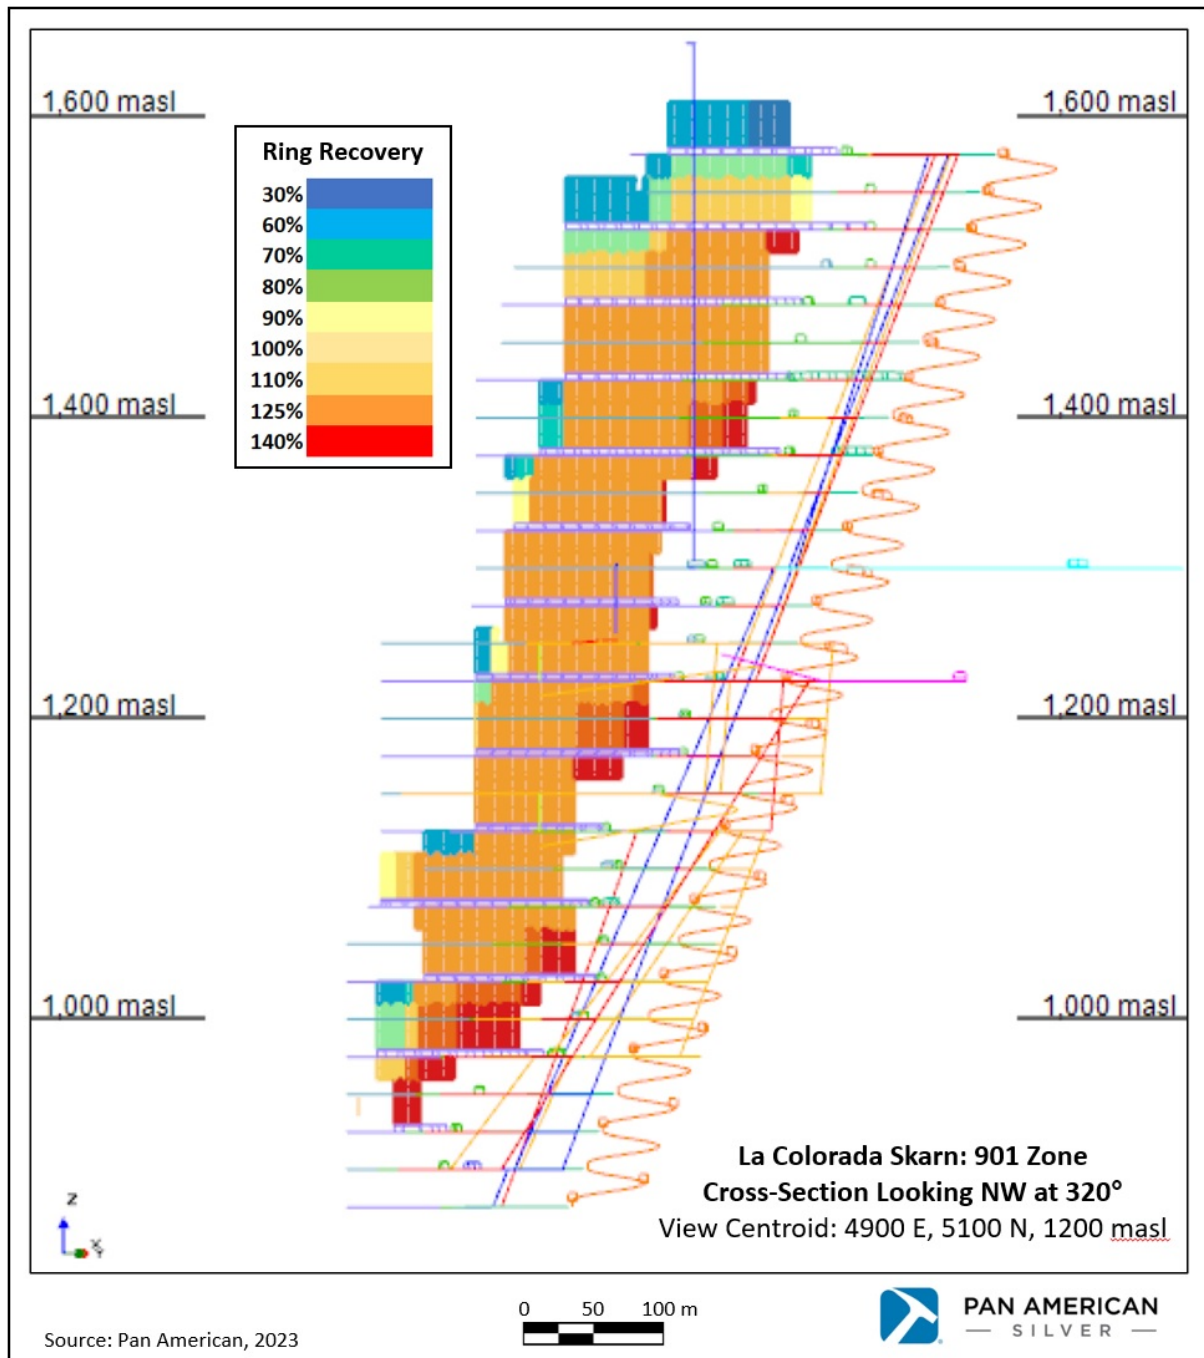 1,600 masl
1,600 masl
Ring Recovery
30%
60%
70%
80%
90%
100%
110%
125%
140%
1,400 masl
1,400 masl
1,200 masl
1,200 masl
1,000 masl
1,000 masl
La Colorada Skarn: 901 Zone
Cross-Section Looking NW at 320°
View Centroid: 4900 E, 5100 N, 1200 masl
Z
X
Y
0 50 100 m
Source: Pan American, 2023
PAN AMERICAN
— SILVER —